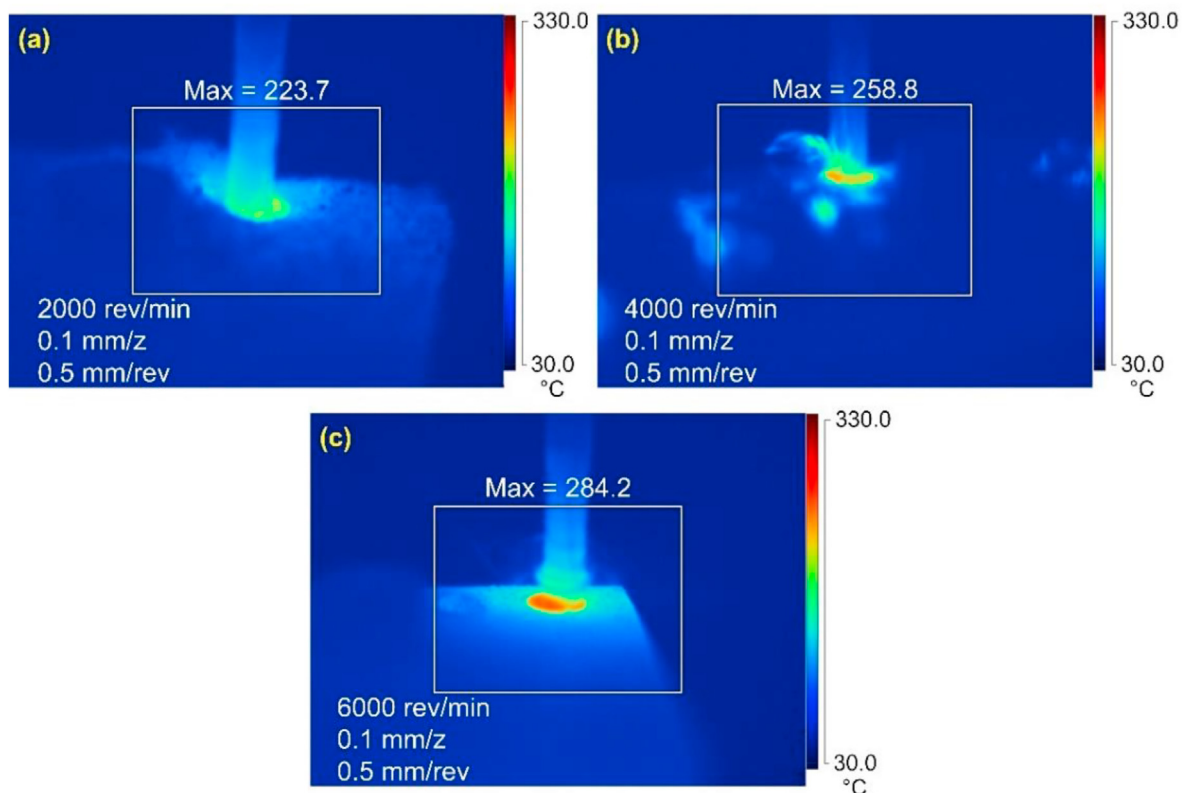 (a)
Max = 223.7
2000 rev/min
0.1 mm/z
0.5 mm/rev
330.0
30.0
°C
(b)
Max = 258.8
4000 rev/min
0.1 mm/z
0.5 mm/rev
330.0
30.0
°C
(c)
Max = 284.2
6000 rev/min
0.1 mm/z
0.5 mm/rev
330.0
30.0
°C